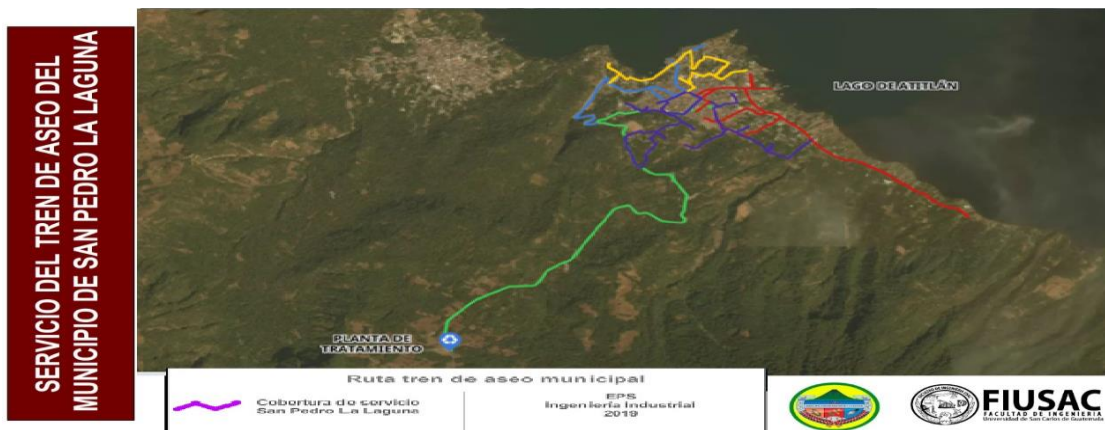 SERVICIO DEL TREN DE ASEO DEL
MUNICIPIO DE SAN PEDRO LA LAGUNA
LAGO DE ATITLÁN
PLANTA DE
TRATAMIENTO
Ruta tren de aseo municipal
Cobertura de servicio
San Pedro La Laguna
EPS
Ingeniería Industrial
2019
FIUSAC
FACULTAD DE INGENIERÍA
Universidad de San Carlos de Guatemala